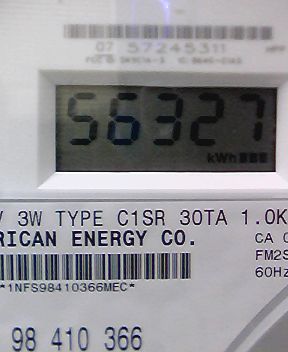 07 57245311
56327
kWh
V 3W TYPE C1SR 30TA 1.0K
RICAN ENERGY CO.
CA
FM2S
60Hz
*1NFS98410366MEC*
98 410 366